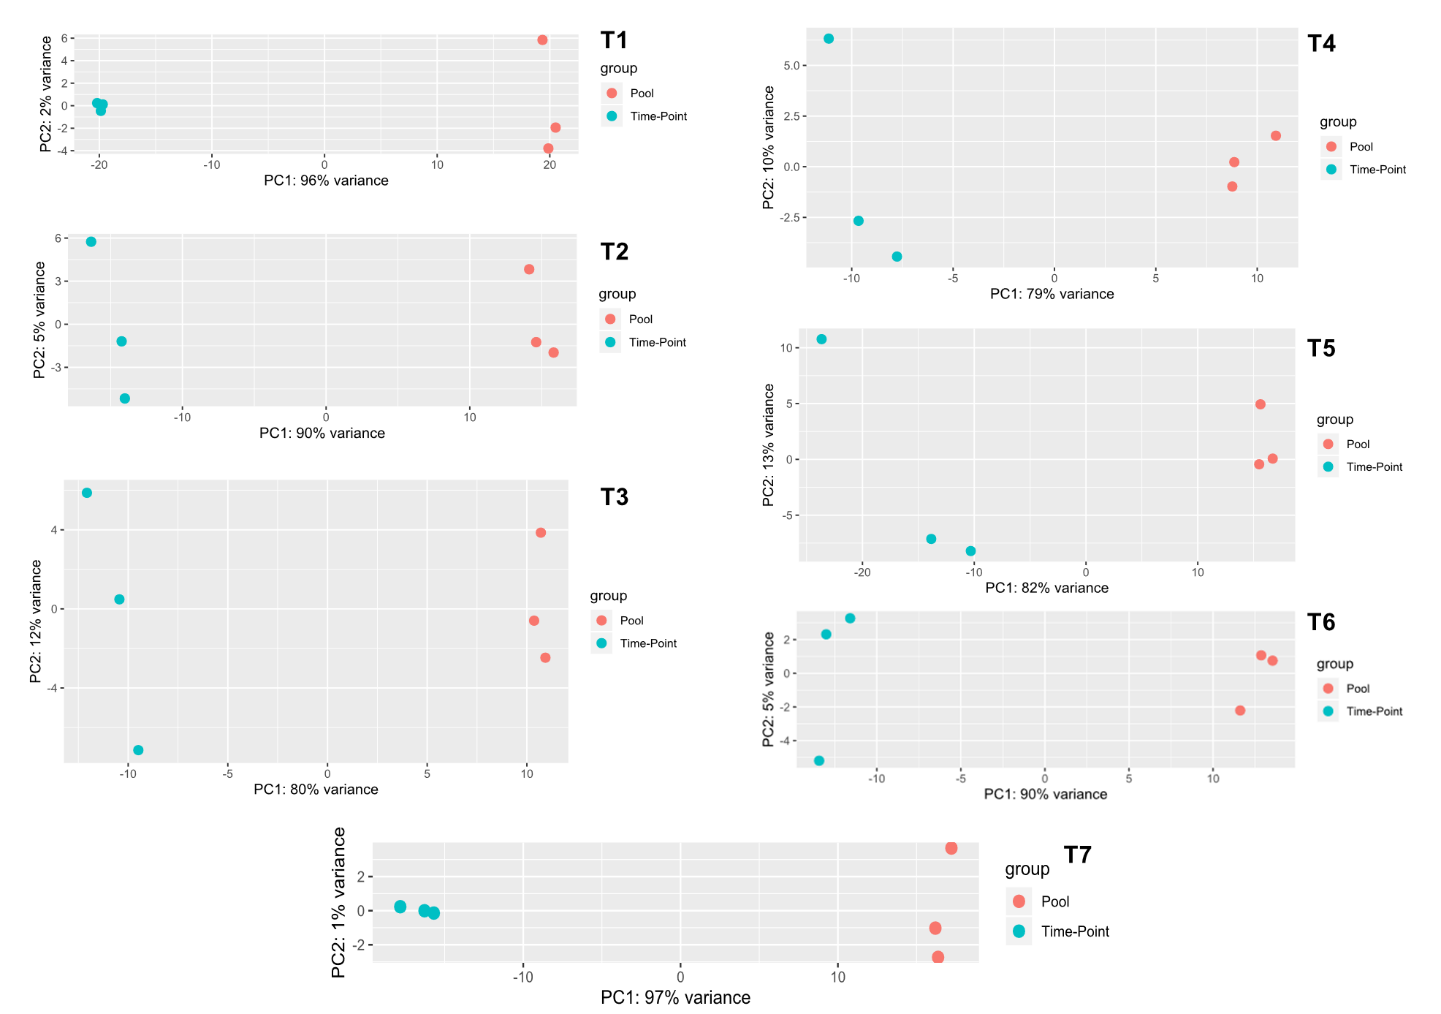 T1
PC2: 2% variance
6
4
2
0
-2
-4
-20
-10
0
10
20
PC1: 96% variance
group
Pool
Time-Point
T2
PC2: 5% variance
6
3
0
-3
-10
0
10
PC1: 90% variance
group
Pool
Time-Point
T3
PC2: 12% variance
4
0
-4
-10
-5
0
5
10
PC1: 80% variance
group
Pool
Time-Point
T4
PC2: 10% variance
5.0
2.5
0.0
-2.5
-10
-5
0
5
10
PC1: 79% variance
group
Pool
Time-Point
T5
PC2: 13% variance
10
5
0
-5
-20
-10
0
10
PC1: 82% variance
group
Pool
Time-Point
T6
PC2: 5% variance
2
0
-2
-4
-10
-5
0
5
10
PC1: 90% variance
group
Pool
Time-Point
T7
PC2: 1% variance
2
0
-2
-10
0
10
PC1: 97% variance
group
Pool
Time-Point